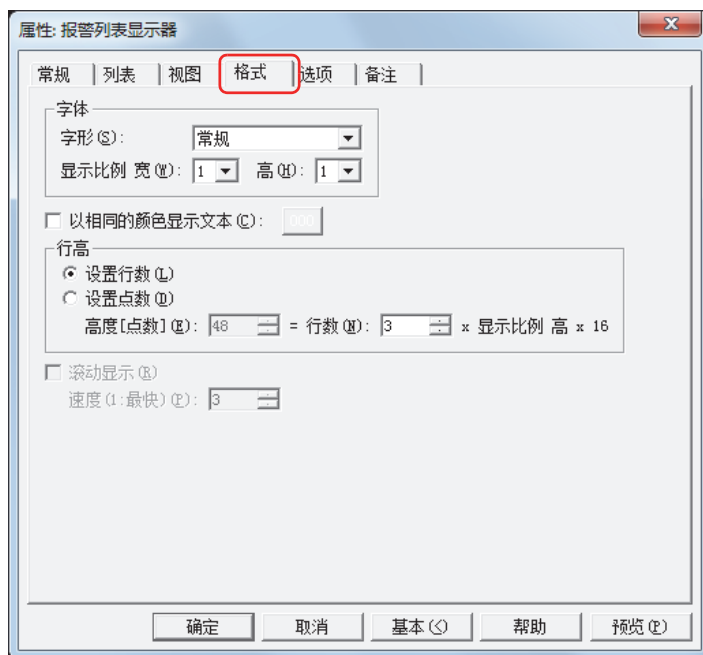 属性: 报警列表显示器
x
常规 列表 视图 格式 选项 备注
字体
字形(S): 常规
显示比例 宽(W): 1 高(H): 1
以相同的颜色显示文本(C): 000
行高
设置行数(L)
设置点数(D)
高度[点数](E): 48 = 行数(N): 3 x 显示比例 高 x 16
滚动显示(R)
速度(1:最快)(P): 3
确定 取消 基本(<) 帮助 预览(P)